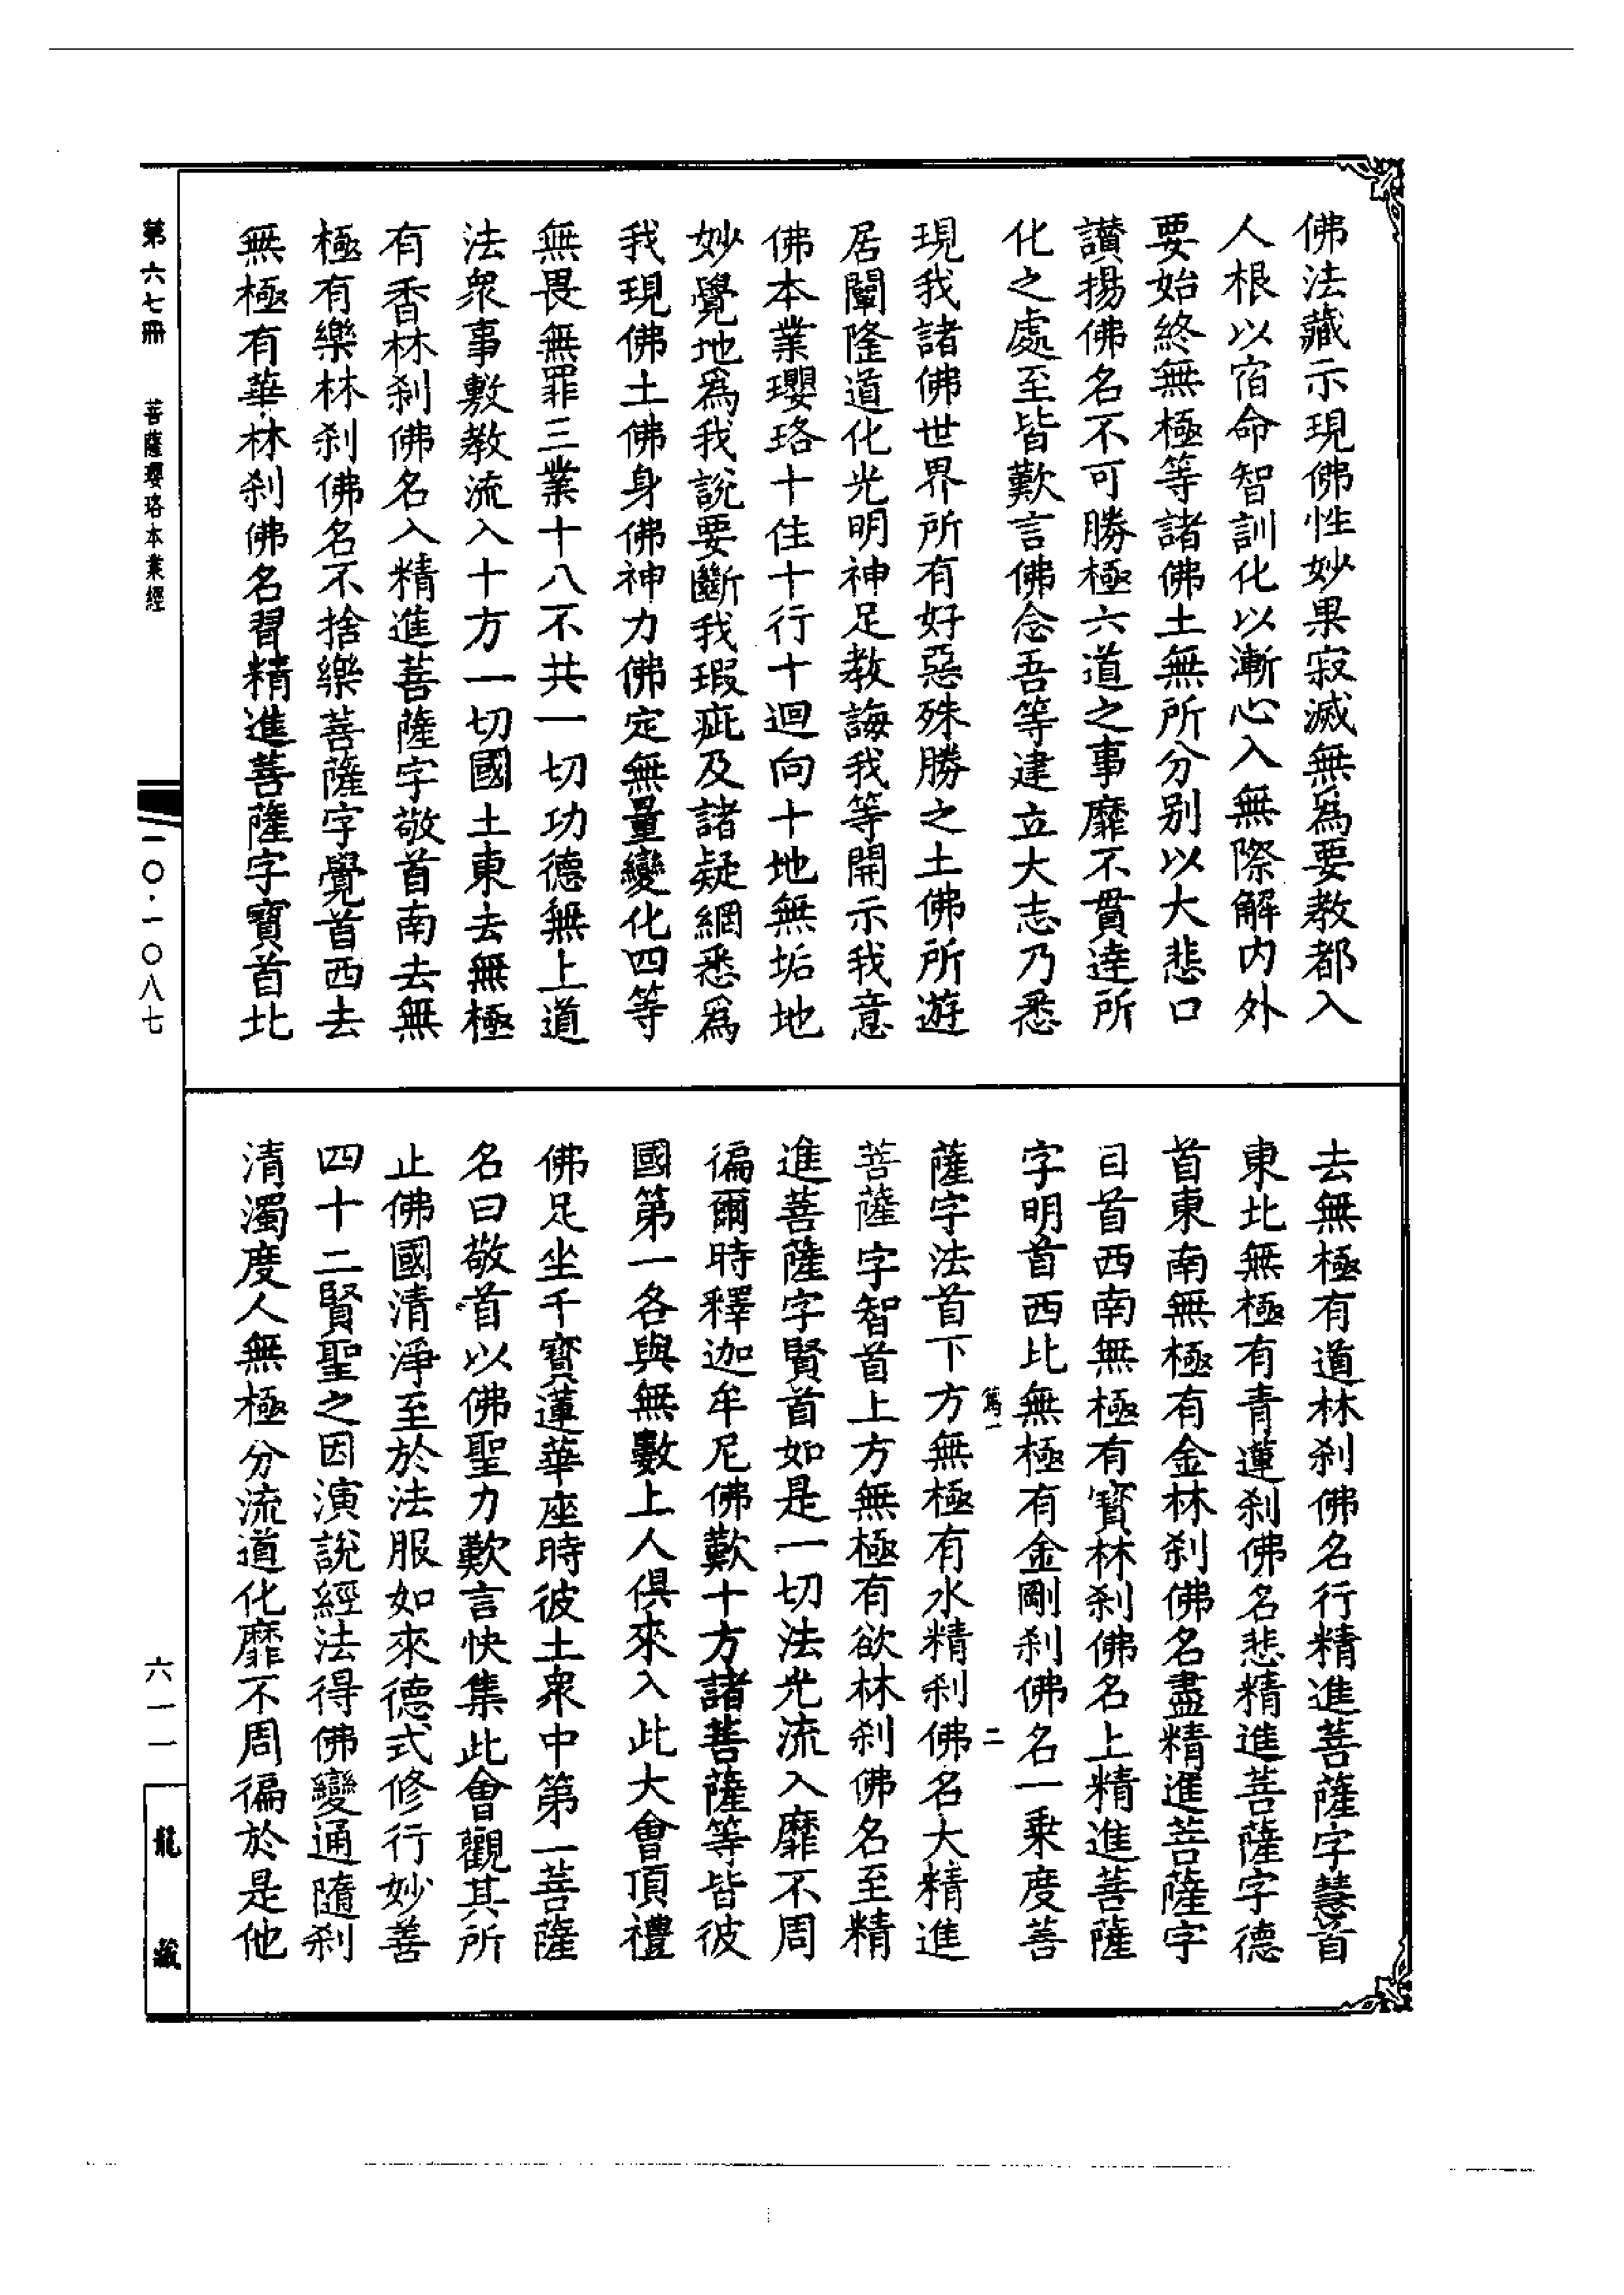 佛法藏示現佛性妙果寂滅無爲要教都入
人根以宿命智訓化以漸心入無際解内外
要始終無極等諸佛土無所分別以大悲口
讚揚佛名不可勝極六道之事靡不貫達所
化之處至皆歎言佛念吾等建立大志乃悉
現我諸佛世界所有好惡殊勝之土佛所遊
居闡隆道化光明神足教誨我等開示我意
佛本業瓔珞十住十行十迴向十地無垢地
妙覺地爲我説要斷我瑕疵及諸疑網悉爲
我現佛土佛身佛神力佛定無量變化四等
無畏無罪三業十八不共一切功德無上道
法衆事敷教流入十方一切國土東去無極
有香林刹佛名入精進菩薩字敬首南去無
極有樂林刹佛名不捨樂菩薩字覺首西去
無極有華林刹佛名習精進菩薩字寶首北
去無極有道林刹佛名行精進菩薩字慧首
東北無極有青蓮刹佛名悲精進菩薩字德
首東南無極有金林刹佛名盡精進菩薩字
目首西南無極有寶林刹佛名上精進菩薩
字明首西北無極有金剛刹佛名一乘度菩
薩字法首下方無極有水精刹佛名大精進
菩薩字智首上方無極有欲林刹佛名至精
進菩薩字賢首如是一切法光流入靡不周
徧爾時釋迦牟尼佛歎十方諸菩薩等皆彼
國第一各與無數上人俱來入此大會頂禮
佛足坐千寶蓮華座時彼土衆中第一菩薩
名曰敬首以佛聖力歎言快集此會觀其所
止佛國清淨至於法服如來德式修行妙善
四十二賢聖之因演説經法得佛變通隨刹
清濁度人無極分流道化靡不周徧於是他
篤一
二
第六七冊
菩薩瓔珞本業經
一〇·一〇八七
六一一
龍藏